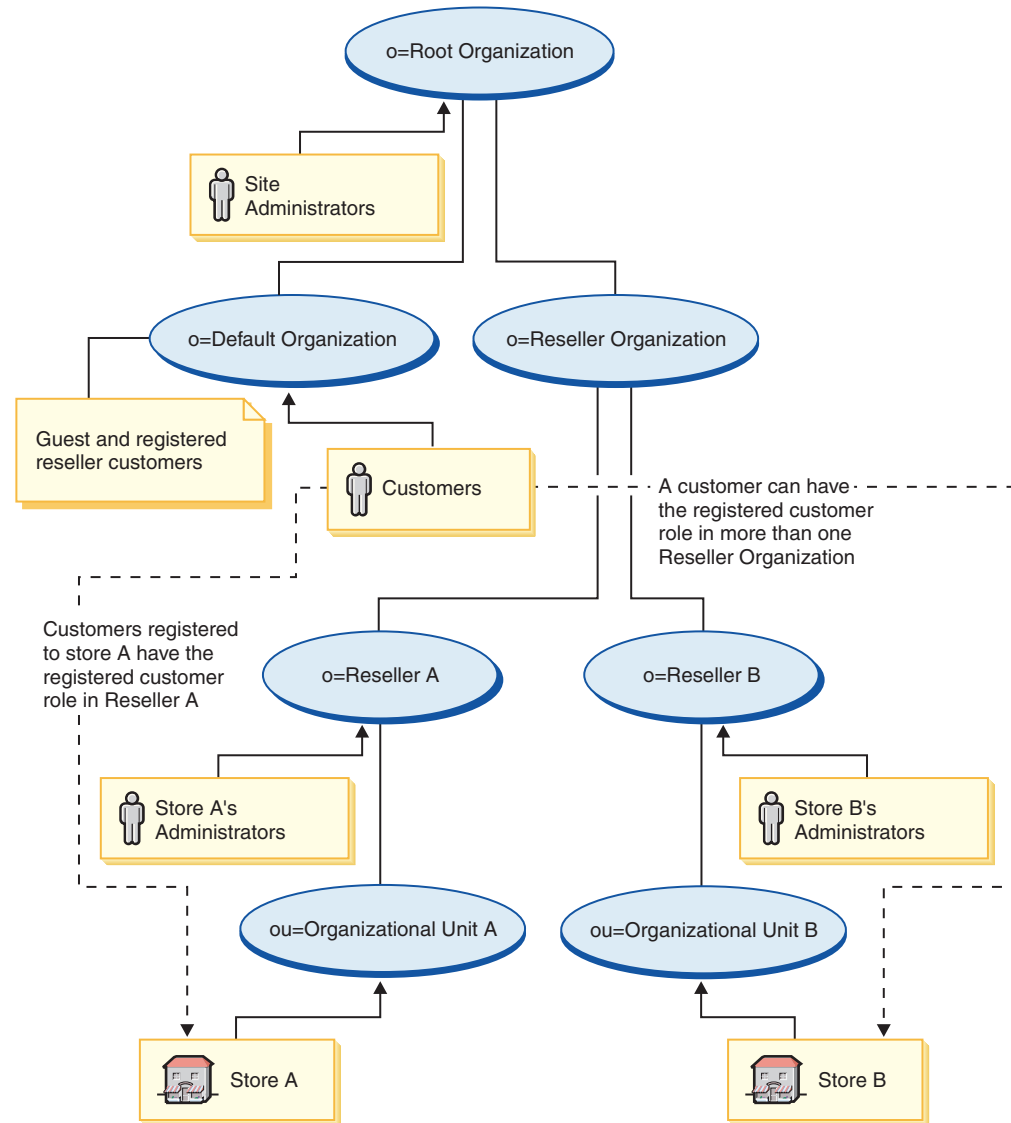 o=Root Organization
Site
Administrators
o=Default Organization
o=Reseller Organization
Guest and registered
reseller customers
Customers
A customer can have
the registered customer
role in more than one
Reseller Organization
Customers registered
to store A have the
registered customer
role in Reseller A
o=Reseller A
o=Reseller B
Store A's
Administrators
Store B's
Administrators
ou=Organizational Unit A
ou=Organizational Unit B
Store A
Store B